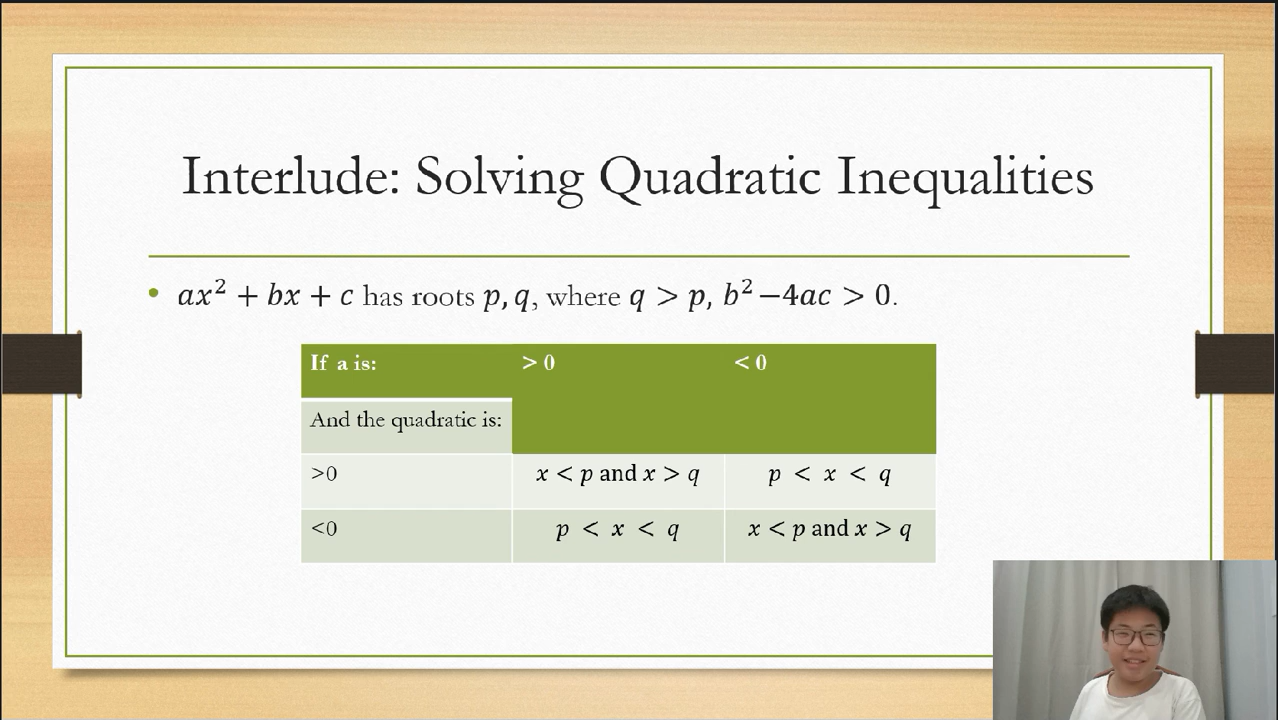 Interlude: Solving Quadratic Inequalities
• 𝑎𝑥² + 𝑏𝑥 + 𝑐 has roots 𝑝, 𝑞, where 𝑞 > 𝑝, 𝑏² −4𝑎𝑐 > 0.
If a is: > 0 < 0
And the quadratic is:
>0 𝑥 < 𝑝 and 𝑥 > 𝑞 𝑝 < 𝑥 < 𝑞
<0 𝑝 < 𝑥 < 𝑞 𝑥 < 𝑝 and 𝑥 > 𝑞